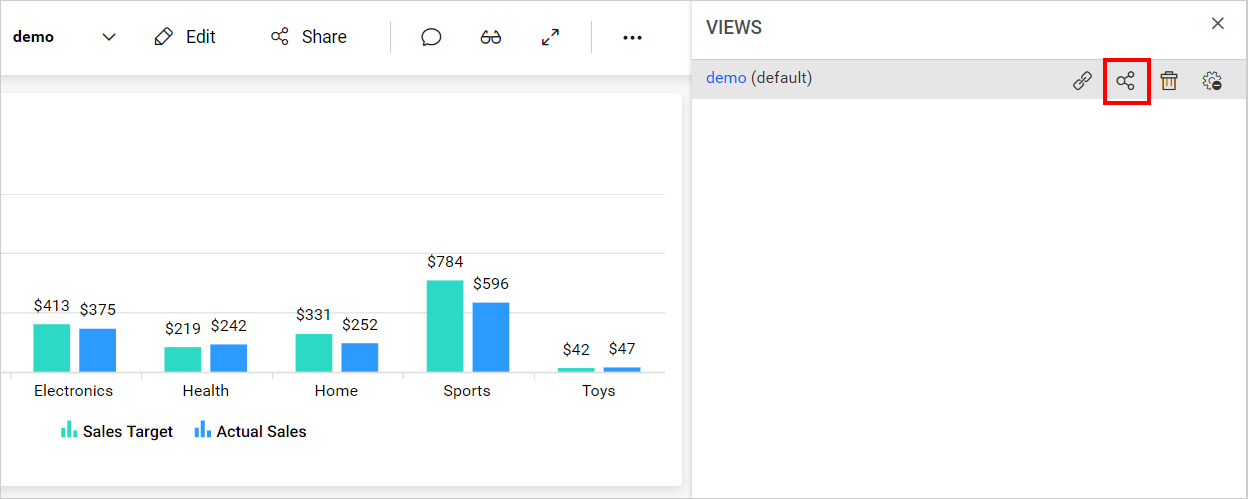 demo Edit Share
VIEWS
demo (default)
$784
$596
$413 $375 $331
$219 $242 $252
$42 $47
Electronics Health Home Sports Toys
Sales Target Actual Sales